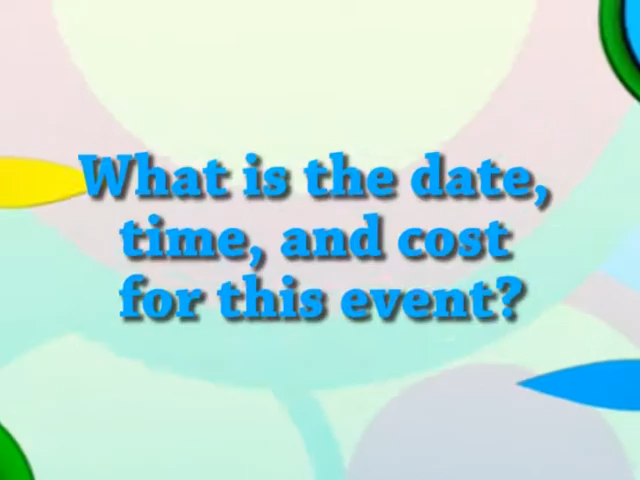 What is the date,
time, and cost
for this event?